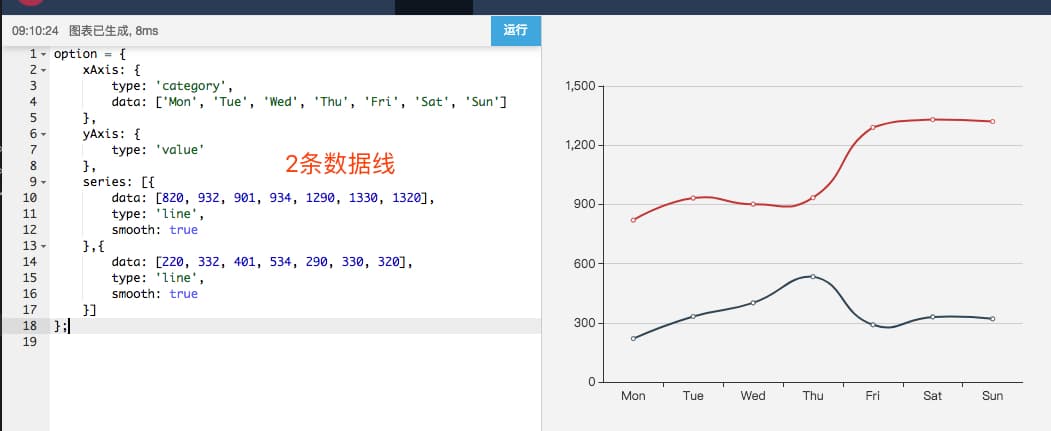 09:10:24 图表已生成, 8ms
运行
1 option = {
2 xAxis: {
3 type: 'category',
4 data: ['Mon', 'Tue', 'Wed', 'Thu', 'Fri', 'Sat', 'Sun']
5 },
6 yAxis: {
7 type: 'value'
8 },
9 series: [{
10 data: [820, 932, 901, 934, 1290, 1330, 1320],
11 type: 'line',
12 smooth: true
13 },{
14 data: [220, 332, 401, 534, 290, 330, 320],
15 type: 'line',
16 smooth: true
17 }]
18 };
19
2条数据线
1,500
1,200
900
600
300
0
Mon Tue Wed Thu Fri Sat Sun